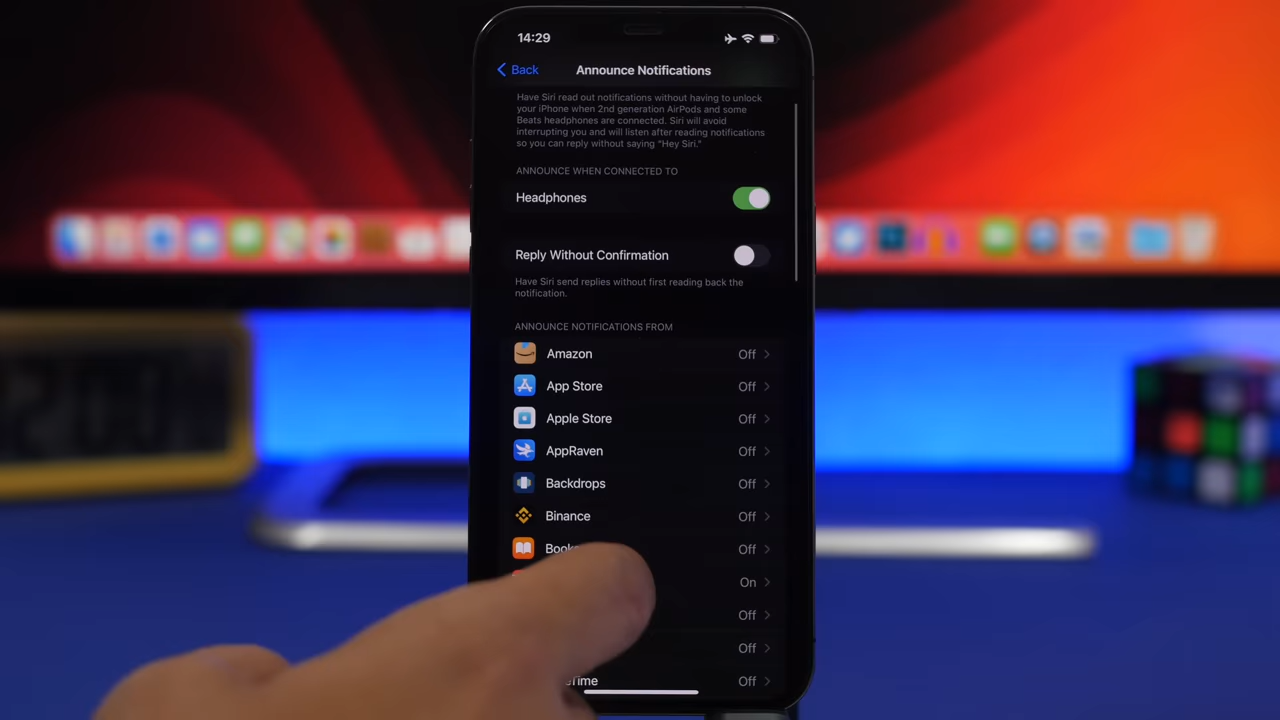 14:29
Back
Announce Notifications
Have Siri read out notifications without having to unlock
your iPhone when 2nd generation AirPods and some
Beats headphones are connected. Siri will avoid
interrupting you and will listen after reading notifications
so you can reply without saying "Hey Siri."
ANNOUNCE WHEN CONNECTED TO
Headphones
Reply Without Confirmation
Have Siri send replies without first reading back the
notification.
ANNOUNCE NOTIFICATIONS FROM
Amazon Off
App Store Off
Apple Store Off
AppRaven Off
Backdrops Off
Binance Off
Off
On
Off
Off
Off